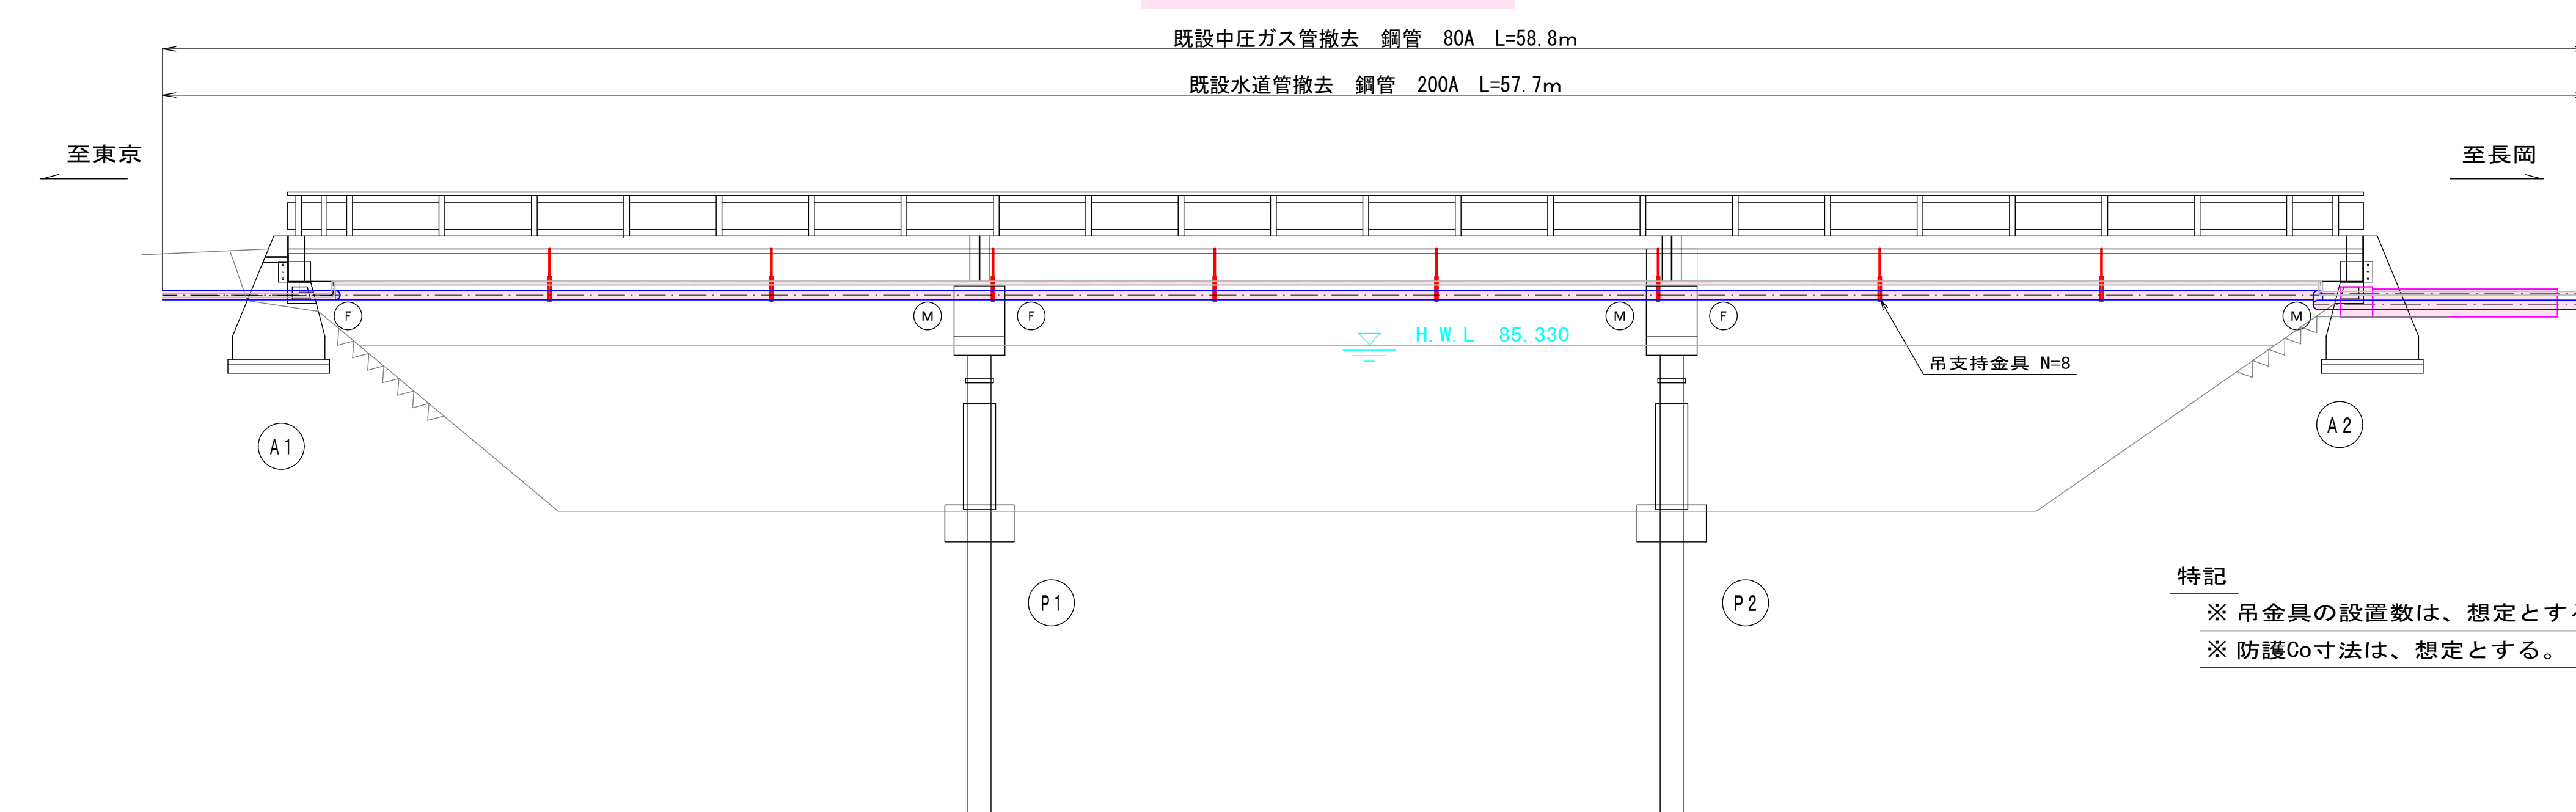 既設中圧ガス管撤去　鋼管　80A　L=58.8m
既設水道管撤去　鋼管　200A　L=57.7m
至東京
至長岡
F
M
F
M
F
M
H.W.L　85.330
吊支持金具 N=8
A1
A2
P1
P2
特記
※ 吊金具の設置数は、想定とす
※ 防護Co寸法は、想定とする。